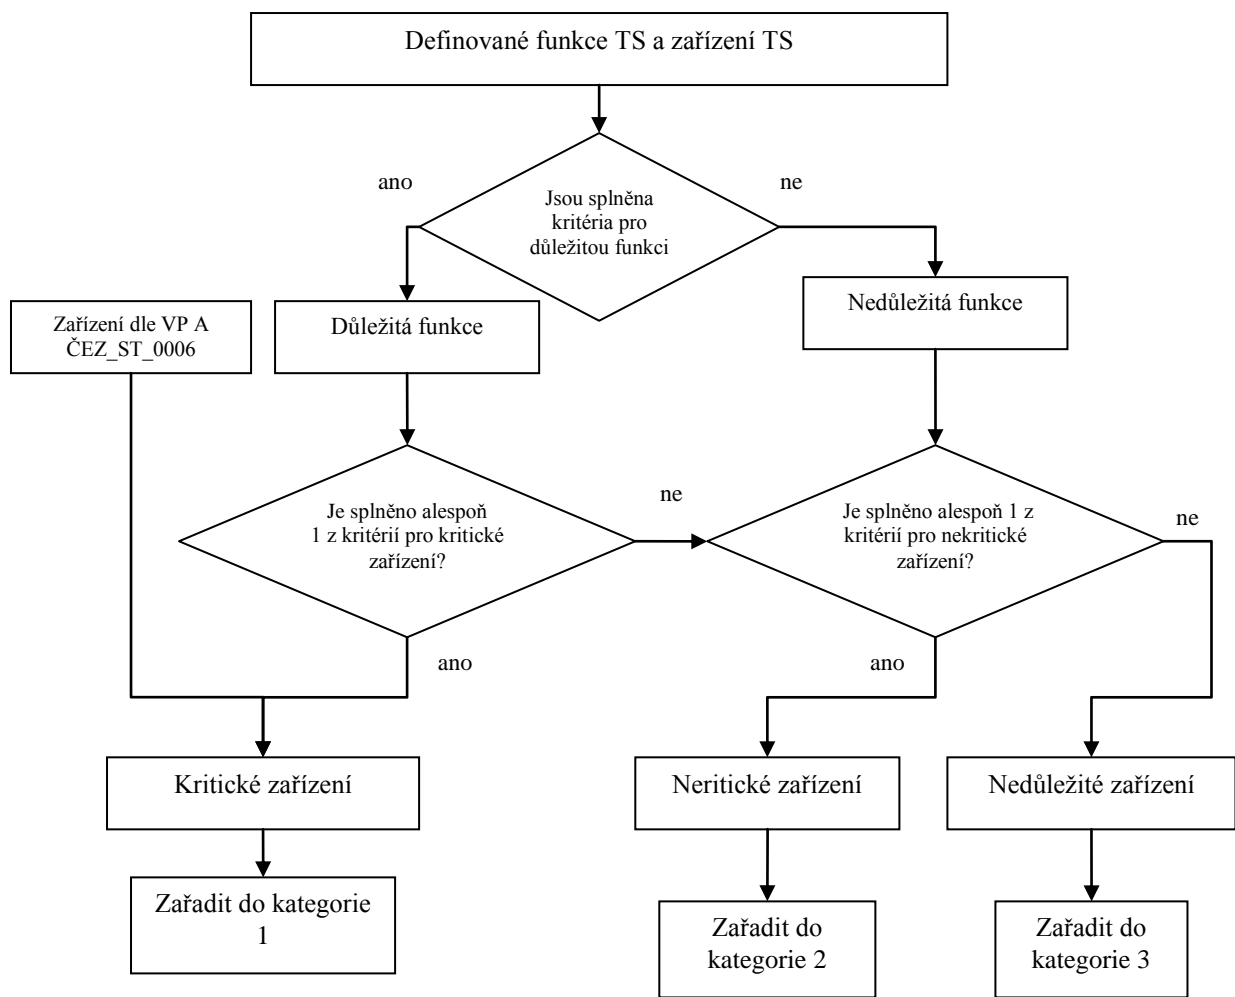 Definované funkce TS a zařízení TS
ano
ne
Jsou splněna
kritéria pro
důležitou funkci
Zařízení dle VP A
ČEZ_ST_0006
Důležitá funkce
Nedůležitá funkce
Je splněno alespoň
1 z kritérií pro kritické
zařízení?
ne
Je splněno alespoň 1 z
kritérií pro nekritické
zařízení?
ne
ano
ano
Kritické zařízení
Neritické zařízení
Nedůležité zařízení
Zařadit do kategorie
1
Zařadit do
kategorie 2
Zařadit do
kategorie 3